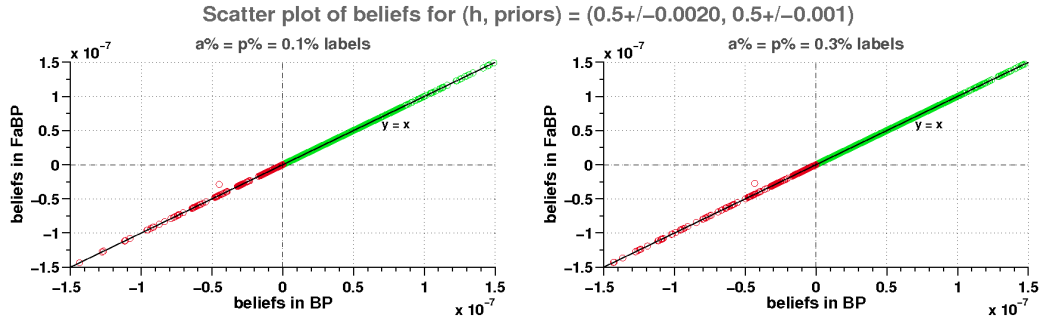 Scatter plot of beliefs for (h, priors) = (0.5+/−0.0020, 0.5+/−0.001)
a% = p% = 0.1% labels
x 10^-7
1.5
1
0.5
0
−0.5
−1
−1.5
beliefs in FaBP
y = x
−1.5 −1 −0.5 0 0.5 1 1.5
beliefs in BP
x 10^-7
a% = p% = 0.3% labels
x 10^-7
1.5
1
0.5
0
−0.5
−1
−1.5
beliefs in FaBP
y = x
−1.5 −1 −0.5 0 0.5 1 1.5
beliefs in BP
x 10^-7